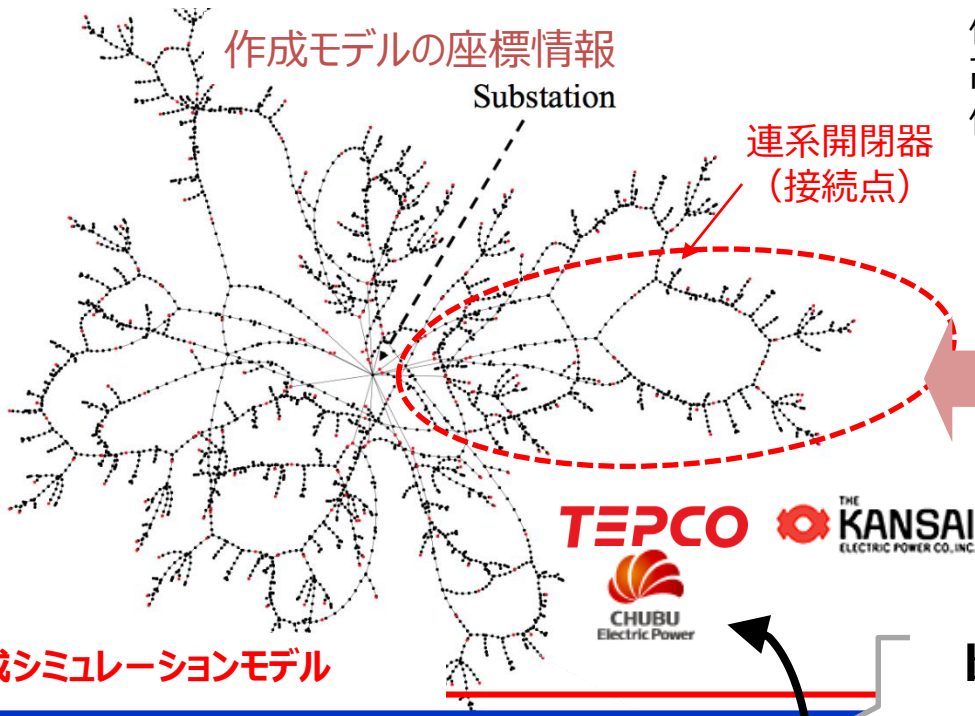 作成モデルの座標情報
Substation
連系開閉器
（接続点）
TEPCO
THE
KANSAI
ELECTRIC POWER CO., INC.
CHUBU
Electric Power
成シミュレーションモデル